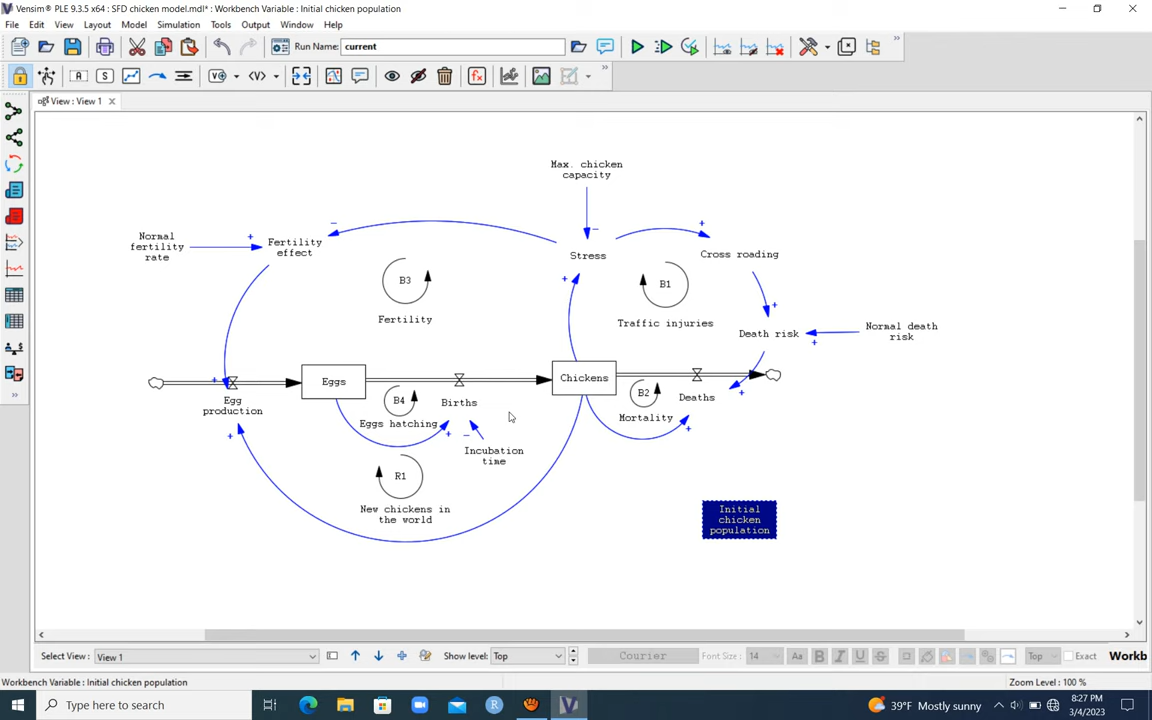 Vensim® PLE 9.3.5 x64 : SFD chicken model.mdl* : Workbench Variable : Initial chicken population
File Edit View Layout Model Simulation Tools Output Window Help
Run Name: current
A S V <V> f(x)
View : View 1
Max. chicken
capacity
Normal
fertility
rate
Fertility
effect
Stress
Cross roading
B3
Fertility
B1
Traffic injuries
Death risk
Normal death
risk
Eggs
Chickens
Egg
production
B4
Eggs hatching
Births
B2
Mortality
Deaths
Incubation
time
R1
New chickens in
the world
Initial
chicken
population
Select View: View 1 Show level: Top Courier Font Size: 14 Aa B I U S Top Exact Workb
Workbench Variable : Initial chicken population Zoom Level : 100 %
Type here to search R V 39°F Mostly sunny 8:27 PM
3/4/2023